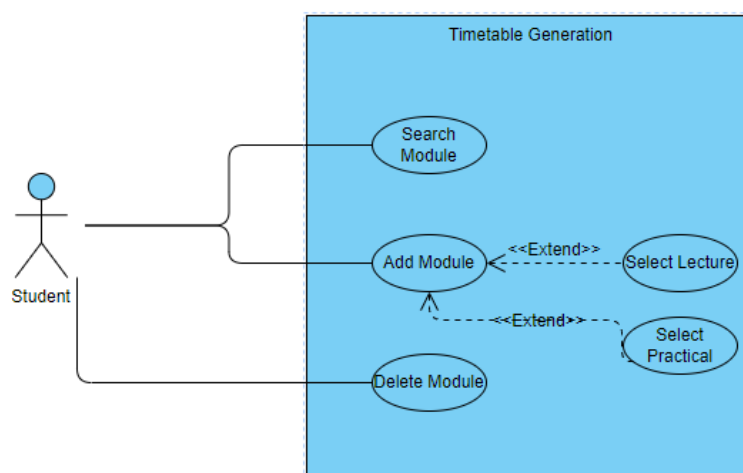 Timetable Generation
Search
Module
Add Module
<<Extend>>
Select Lecture
<<Extend>>
Select
Practical
Student
Delete Module